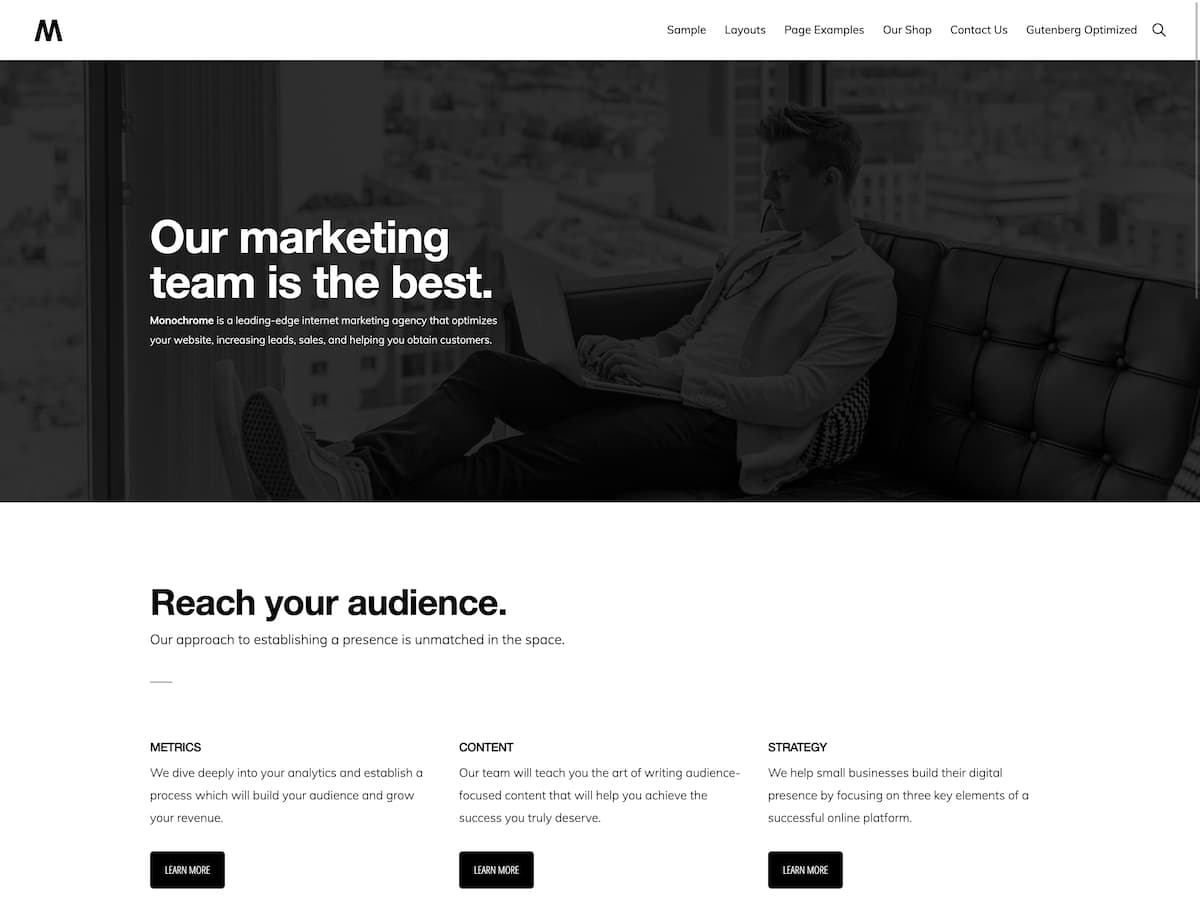 M
Sample
Layouts
Page Examples
Our Shop
Contact Us
Gutenberg Optimized
Our marketing
team is the best.
Monochrome is a leading-edge internet marketing agency that optimizes
your website, increasing leads, sales, and helping you obtain customers.
Reach your audience.
Our approach to establishing a presence is unmatched in the space.
METRICS
We dive deeply into your analytics and establish a
process which will build your audience and grow
your revenue.
LEARN MORE
CONTENT
Our team will teach you the art of writing audience-
focused content that will help you achieve the
success you truly deserve.
LEARN MORE
STRATEGY
We help small businesses build their digital
presence by focusing on three key elements of a
successful online platform.
LEARN MORE